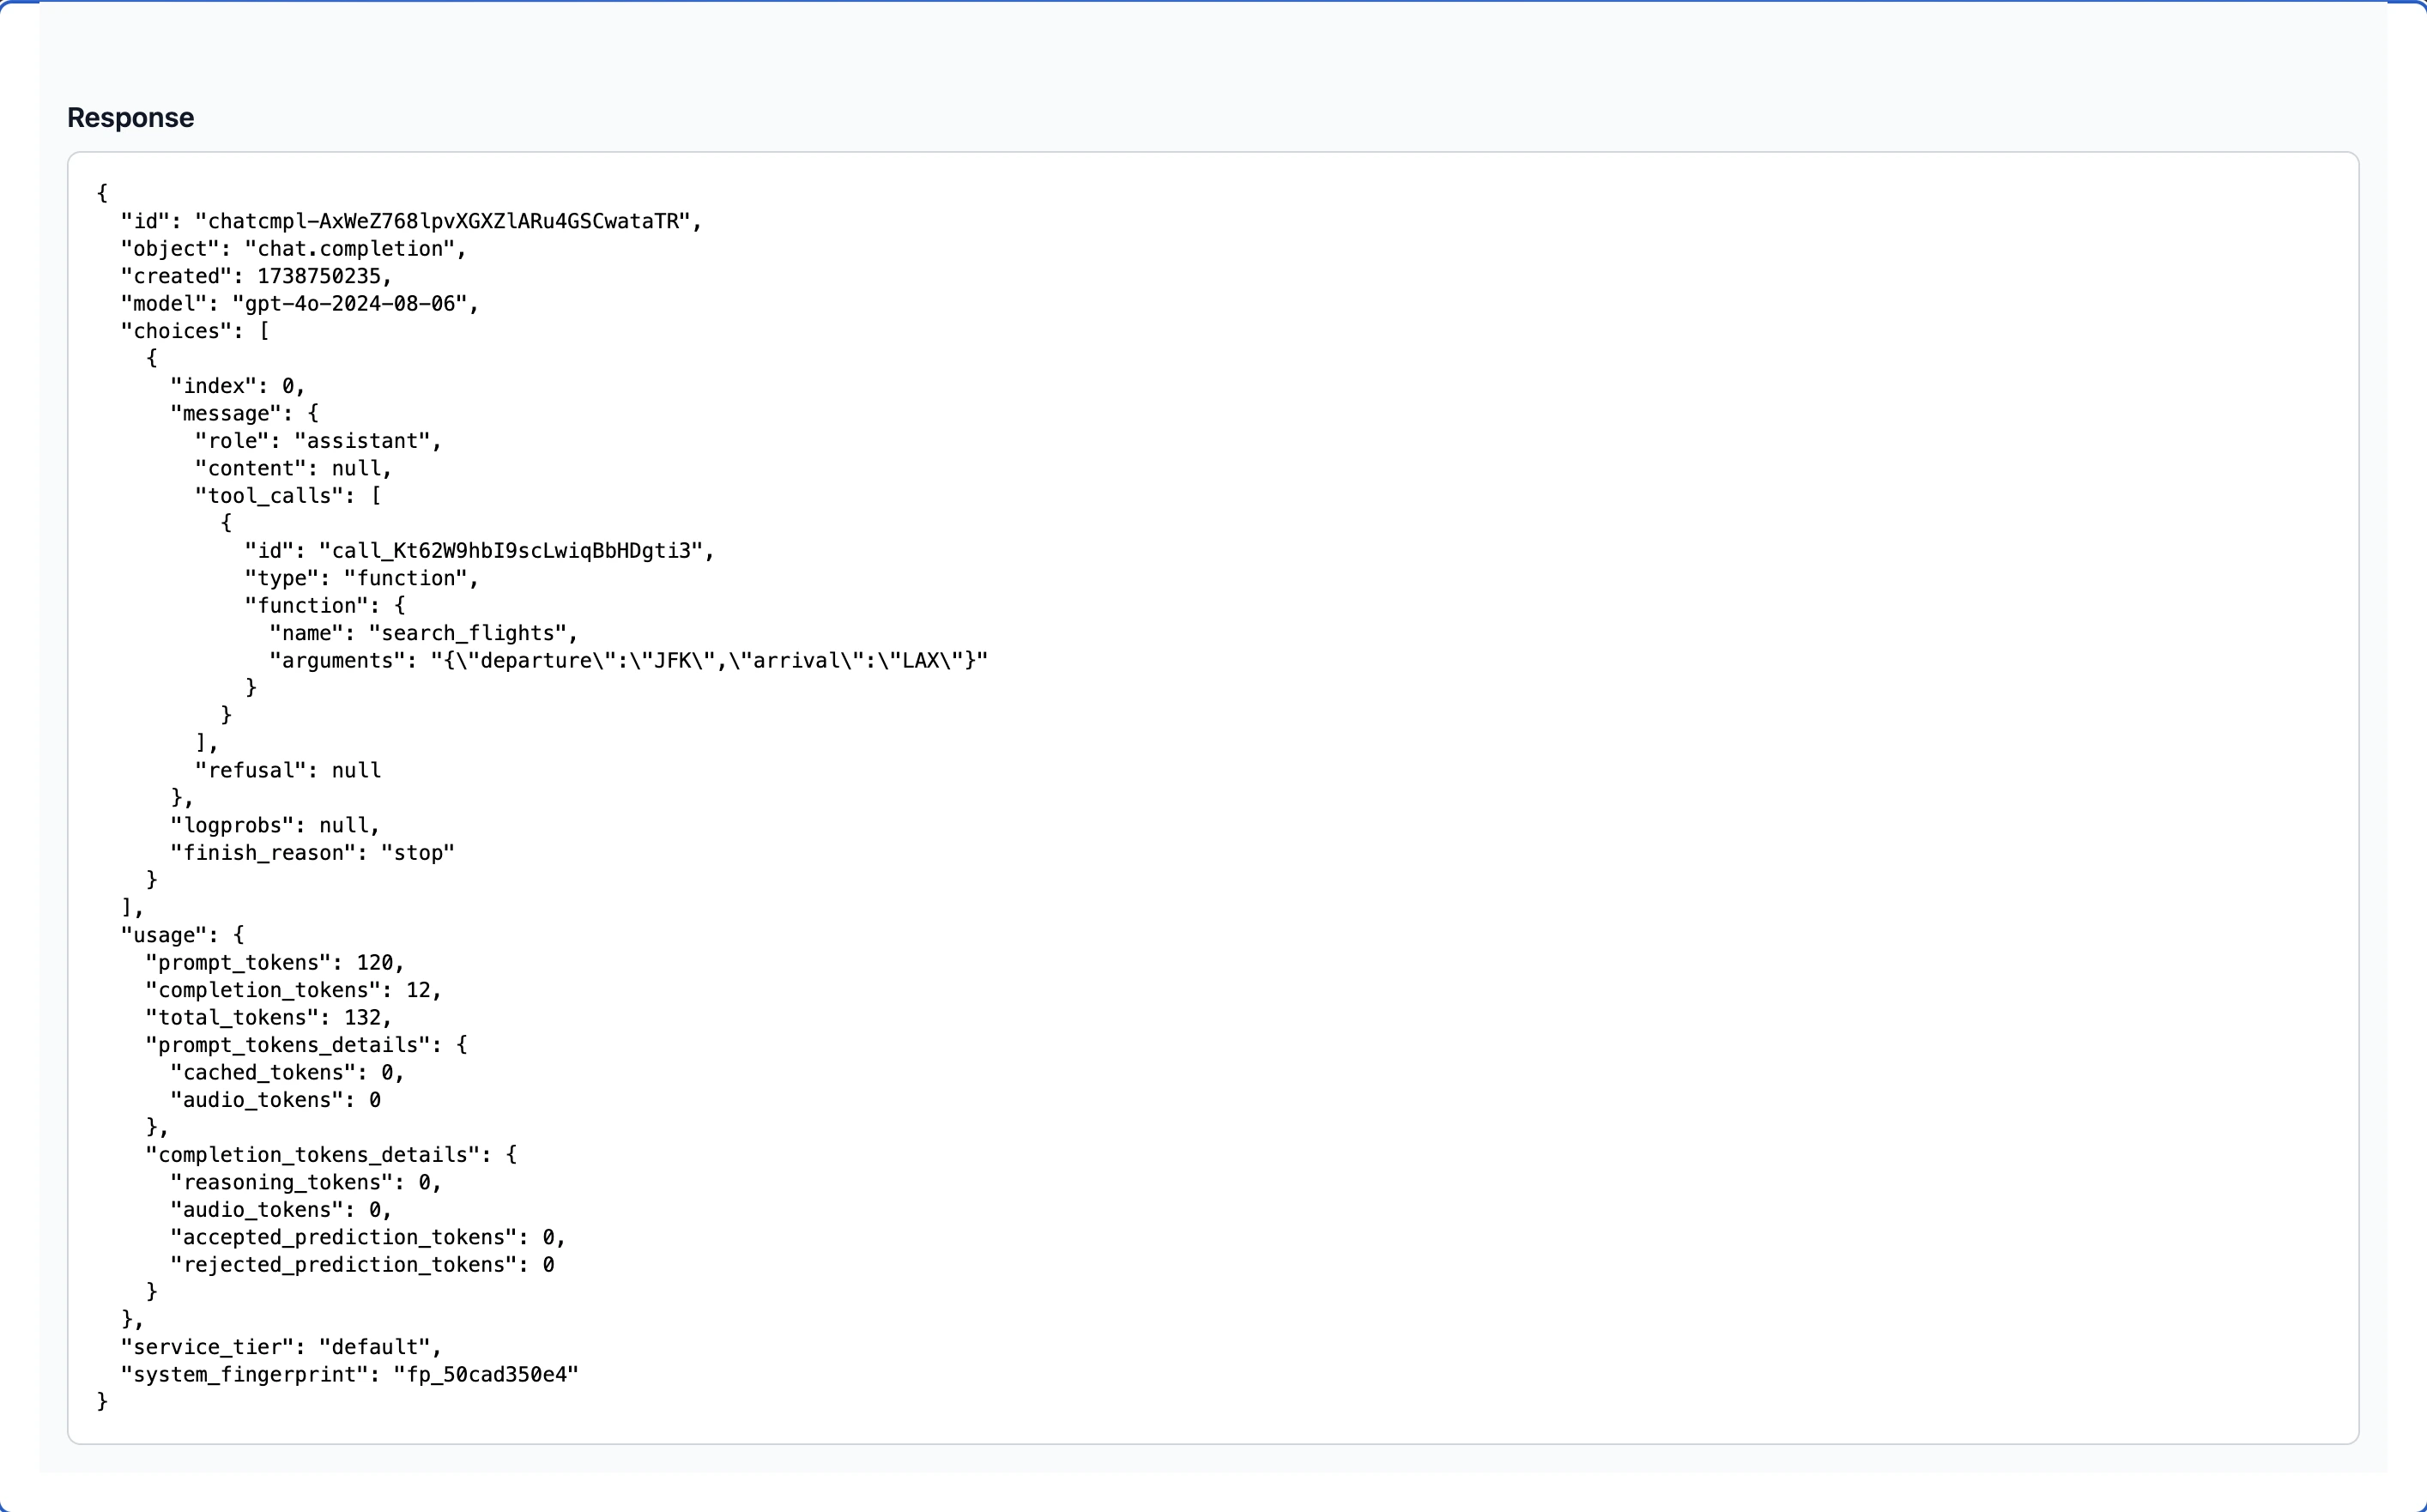 Response
{
  "id": "chatcmpl-AxWeZ768lpvXGXZlARu4GSCwataTR",
  "object": "chat.completion",
  "created": 1738750235,
  "model": "gpt-4o-2024-08-06",
  "choices": [
    {
      "index": 0,
      "message": {
        "role": "assistant",
        "content": null,
        "tool_calls": [
          {
            "id": "call_Kt62W9hbI9scLwiqBbHDgti3",
            "type": "function",
            "function": {
              "name": "search_flights",
              "arguments": "{\"departure\":\"JFK\",\"arrival\":\"LAX\"}"
            }
          }
        ],
        "refusal": null
      },
      "logprobs": null,
      "finish_reason": "stop"
    }
  ],
  "usage": {
    "prompt_tokens": 120,
    "completion_tokens": 12,
    "total_tokens": 132,
    "prompt_tokens_details": {
      "cached_tokens": 0,
      "audio_tokens": 0
    },
    "completion_tokens_details": {
      "reasoning_tokens": 0,
      "audio_tokens": 0,
      "accepted_prediction_tokens": 0,
      "rejected_prediction_tokens": 0
    }
  },
  "service_tier": "default",
  "system_fingerprint": "fp_50cad350e4"
}